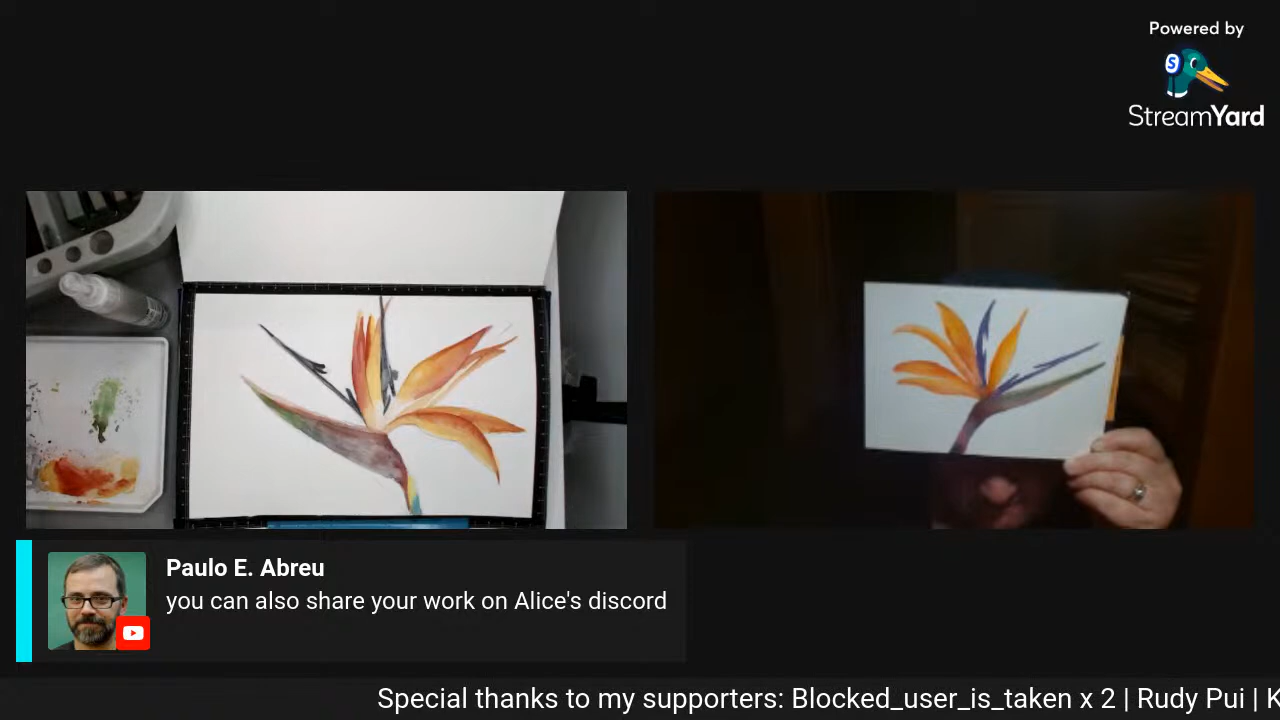 Powered by
S
StreamYard
Paulo E. Abreu
you can also share your work on Alice's discord
Special thanks to my supporters: Blocked_user_is_taken x 2 | Rudy Pui | K